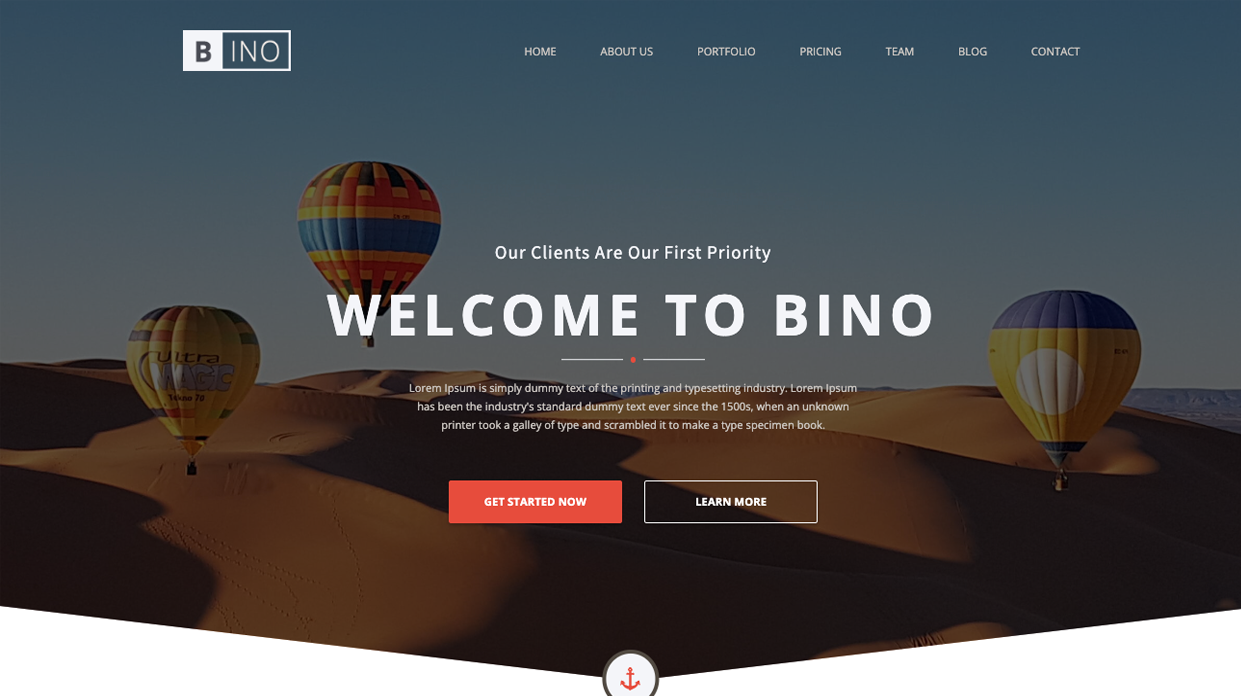 B INO
HOME ABOUT US PORTFOLIO PRICING TEAM BLOG CONTACT
Our Clients Are Our First Priority
WELCOME TO BINO
Ultra
MAGIC
Lorem Ipsum is simply dummy text of the printing and typesetting industry. Lorem Ipsum
has been the industry's standard dummy text ever since the 1500s, when an unknown
printer took a galley of type and scrambled it to make a type specimen book.
GET STARTED NOW LEARN MORE